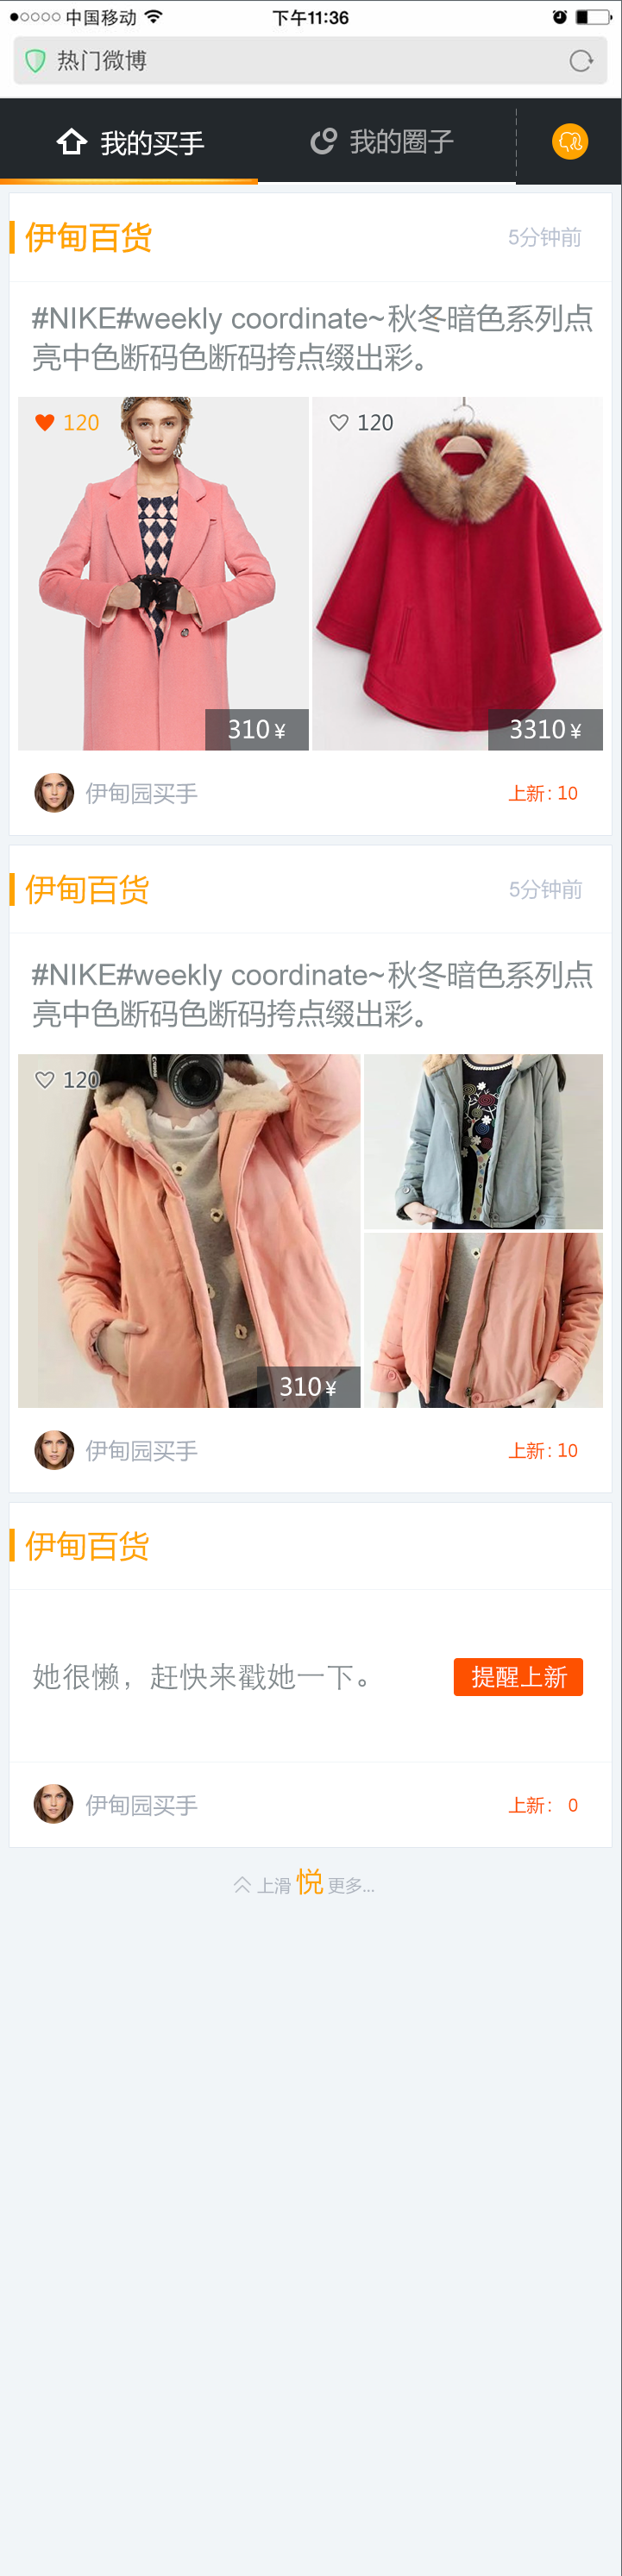 中国移动 下午11:36
热门微博
我的买手 我的圈子
伊甸百货 5分钟前
#NIKE#weekly coordinate~秋冬暗色系列点
亮中色断码色断码挎点缀出彩。
120 120
310¥ 3310¥
伊甸园买手 上新:10
伊甸百货 5分钟前
#NIKE#weekly coordinate~秋冬暗色系列点
亮中色断码色断码挎点缀出彩。
120
310¥
伊甸园买手 上新:10
伊甸百货
她很懒，赶快来戳她一下。 提醒上新
伊甸园买手 上新: 0
上滑 悦 更多...